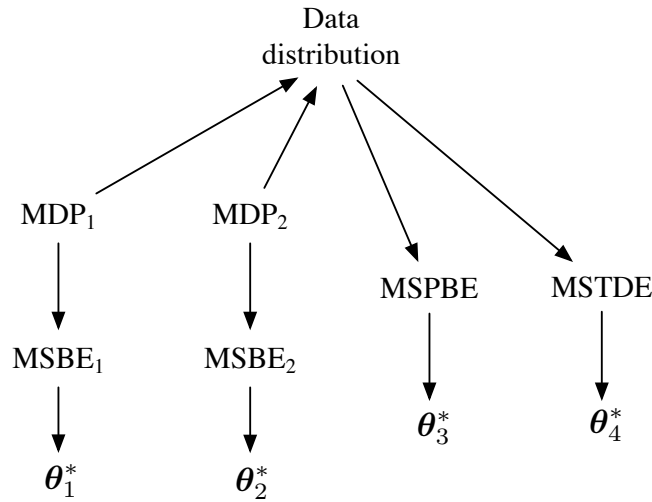 Data
distribution
MDP₁
MDP₂
MSPBE
MSTDE
MSBE₁
MSBE₂
θ₃*
θ₄*
θ₁*
θ₂*